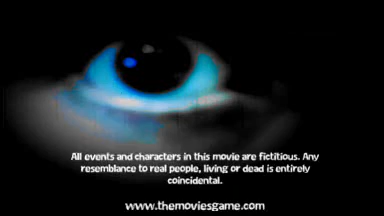 All events and characters in this movie are fictitious. Any
resemblance to real people, living or dead is entirely
coincidental.
www.themoviesgame.com